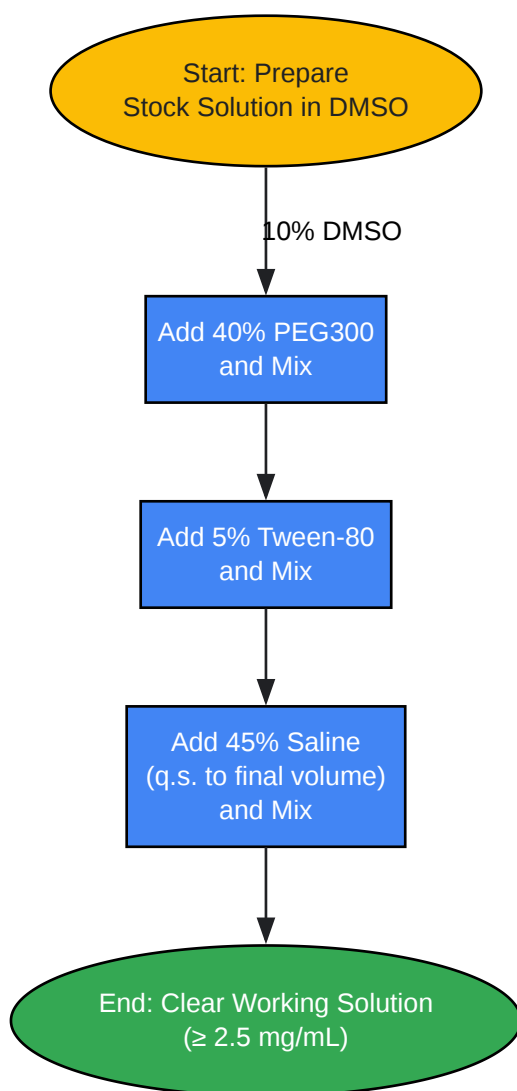 Start: Prepare
Stock Solution in DMSO
10% DMSO
Add 40% PEG300
and Mix
Add 5% Tween-80
and Mix
Add 45% Saline
(q.s. to final volume)
and Mix
End: Clear Working Solution
(≥ 2.5 mg/mL)